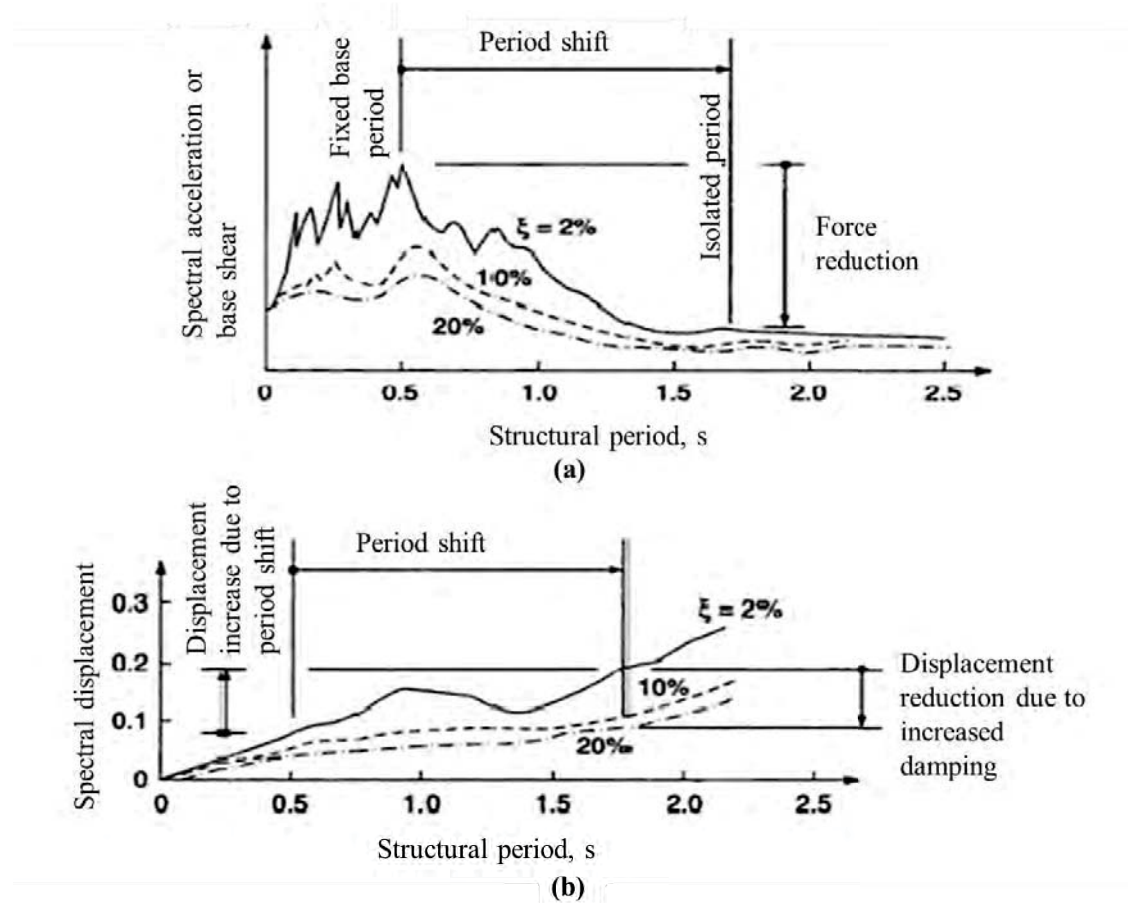 Period shift
Spectral acceleration or
base shear
Fixed base
period
Isolated period
ξ = 2%
10%
20%
Force
reduction
0
0.5
1.0
1.5
2.0
2.5
Structural period, s
(a)
Displacement
increase due to
period shift
Period shift
Spectral displacement
0.3
0.2
0.1
0
ξ = 2%
10%
20%
Displacement
reduction due to
increased
damping
0
0.5
1.0
1.5
2.0
2.5
Structural period, s
(b)